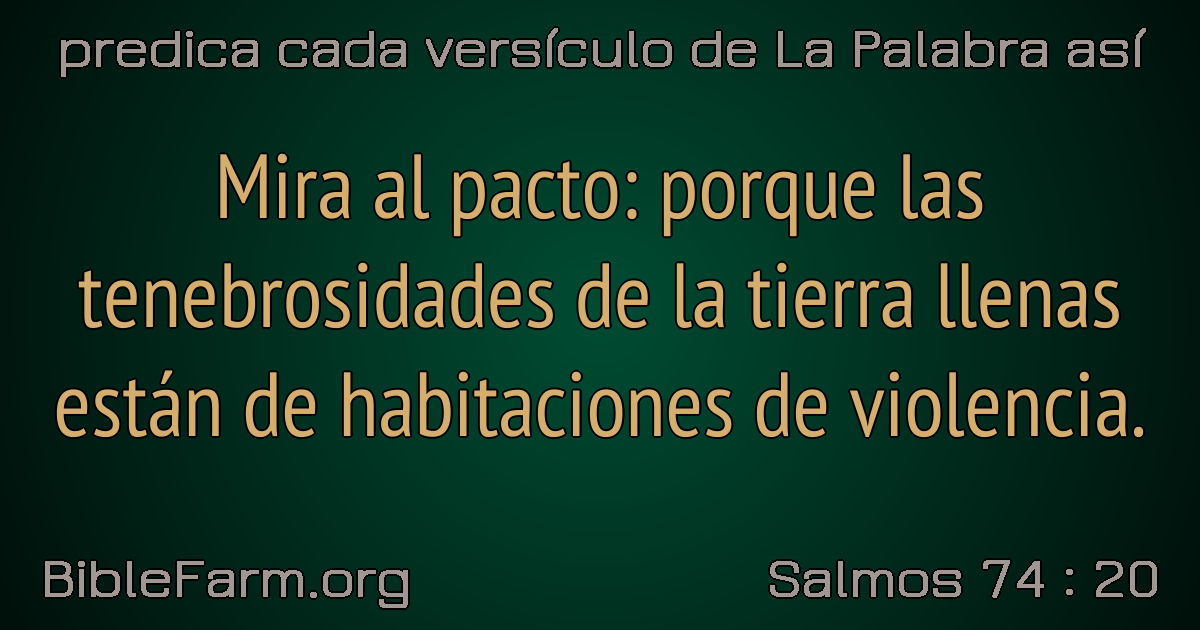 predica cada versículo de La Palabra así
Mira al pacto: porque las
tenebrosidades de la tierra llenas
están de habitaciones de violencia.
BibleFarm.org
Salmos 74 : 20